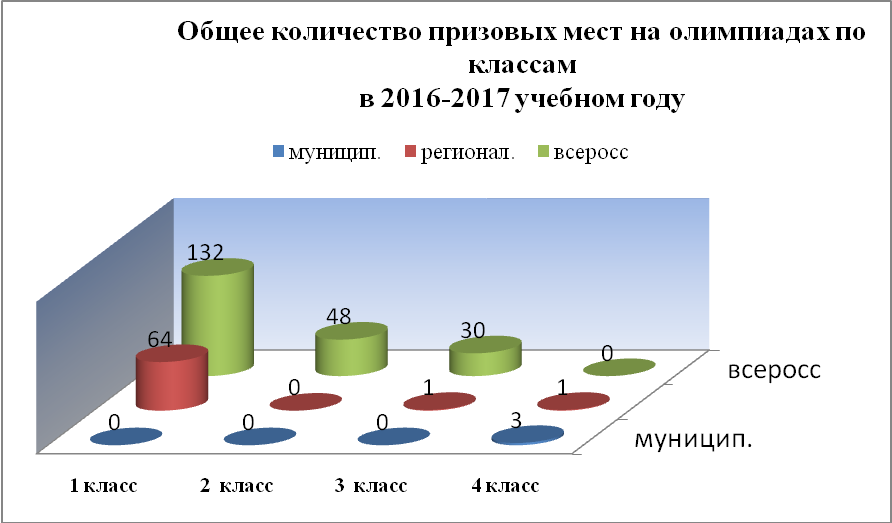 Общее количество призовых мест на олимпиадах по
классам
в 2016-2017 учебном году
муницип. регионал. всеросс
132
48
30
0
64
0
1
1
0
0
0
3
всеросс
муницип.
1 класс 2 класс 3 класс 4 класс